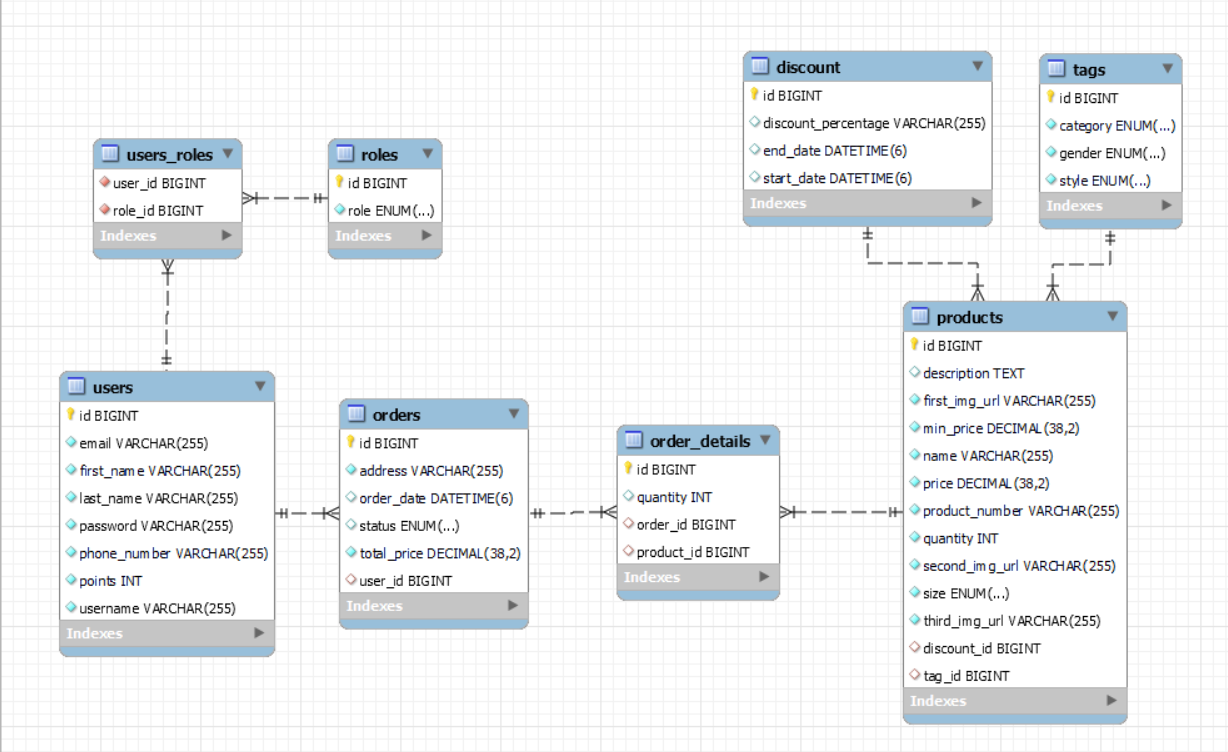 discount
id BIGINT
discount_percentage VARCHAR(255)
end_date DATETIME(6)
start_date DATETIME(6)
Indexes
tags
id BIGINT
category ENUM(...)
gender ENUM(...)
style ENUM(...)
Indexes
users_roles
user_id BIGINT
role_id BIGINT
Indexes
roles
id BIGINT
role ENUM(...)
Indexes
users
id BIGINT
email VARCHAR(255)
first_name VARCHAR(255)
last_name VARCHAR(255)
password VARCHAR(255)
phone_number VARCHAR(255)
points INT
username VARCHAR(255)
Indexes
orders
id BIGINT
address VARCHAR(255)
order_date DATETIME(6)
status ENUM(...)
total_price DECIMAL(38,2)
user_id BIGINT
Indexes
order_details
id BIGINT
quantity INT
order_id BIGINT
product_id BIGINT
Indexes
products
id BIGINT
description TEXT
first_img_url VARCHAR(255)
min_price DECIMAL(38,2)
name VARCHAR(255)
price DECIMAL(38,2)
product_number VARCHAR(255)
quantity INT
second_img_url VARCHAR(255)
size ENUM(...)
third_img_url VARCHAR(255)
discount_id BIGINT
tag_id BIGINT
Indexes